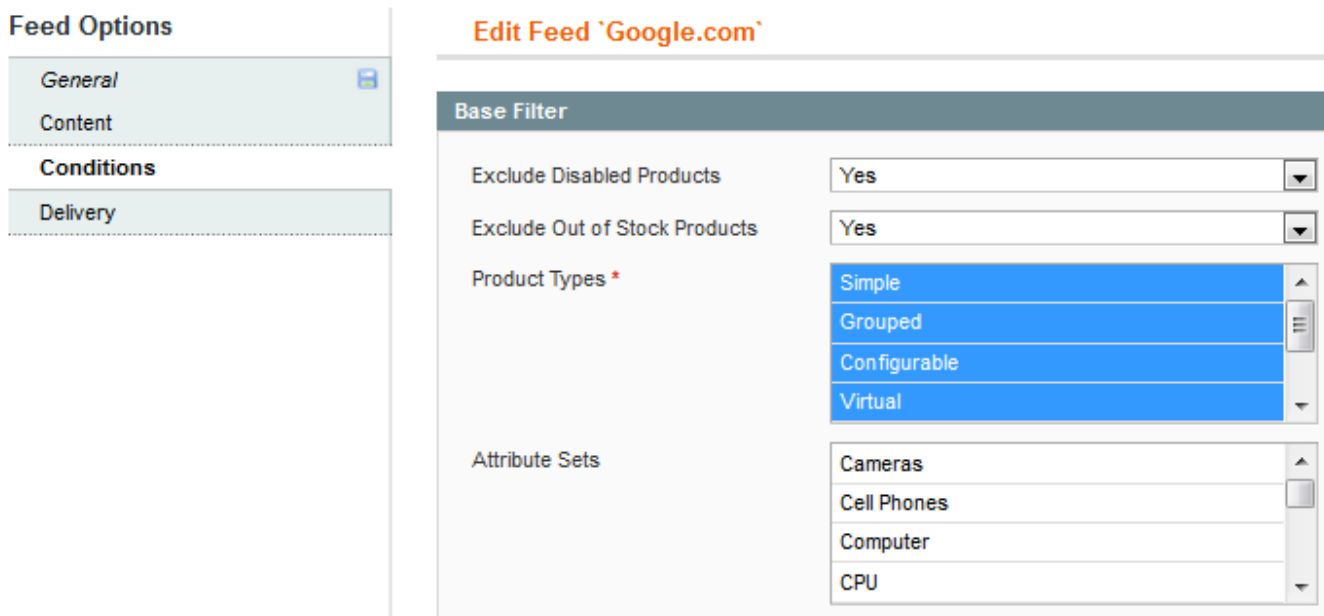 Feed Options
General
Content
Conditions
Delivery
Edit Feed `Google.com`
Base Filter
Exclude Disabled Products Yes
Exclude Out of Stock Products Yes
Product Types * Simple
Grouped
Configurable
Virtual
Attribute Sets Cameras
Cell Phones
Computer
CPU